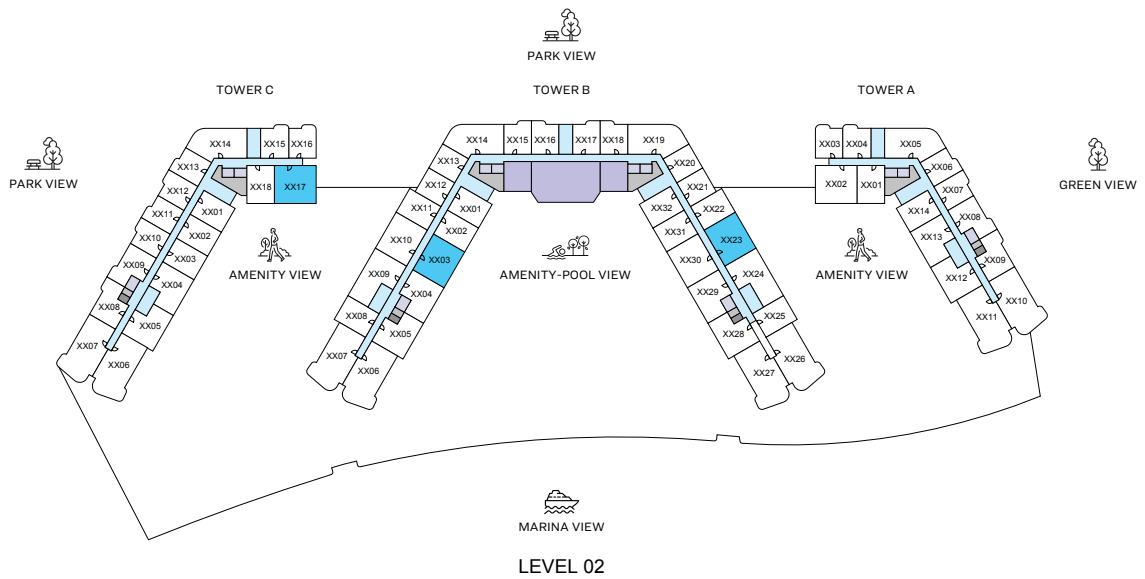 PARK VIEW
TOWER C
TOWER B
TOWER A
PARK VIEW
GREEN VIEW
XX14
XX15
XX16
XX13
XX12
XX11
XX10
XX09
XX08
XX07
XX06
XX05
XX04
XX03
XX02
XX01
XX18
XX17
AMENITY VIEW
XX14
XX15
XX16
XX17
XX18
XX19
XX13
XX12
XX11
XX10
XX09
XX08
XX07
XX06
XX05
XX04
XX03
XX02
XX01
AMENITY-POOL VIEW
XX20
XX21
XX22
XX23
XX24
XX25
XX26
XX27
XX28
XX29
XX30
XX31
XX32
AMENITY VIEW
XX03
XX04
XX05
XX02
XX01
XX06
XX07
XX08
XX09
XX10
XX11
XX12
XX13
XX14
MARINA VIEW
LEVEL 02